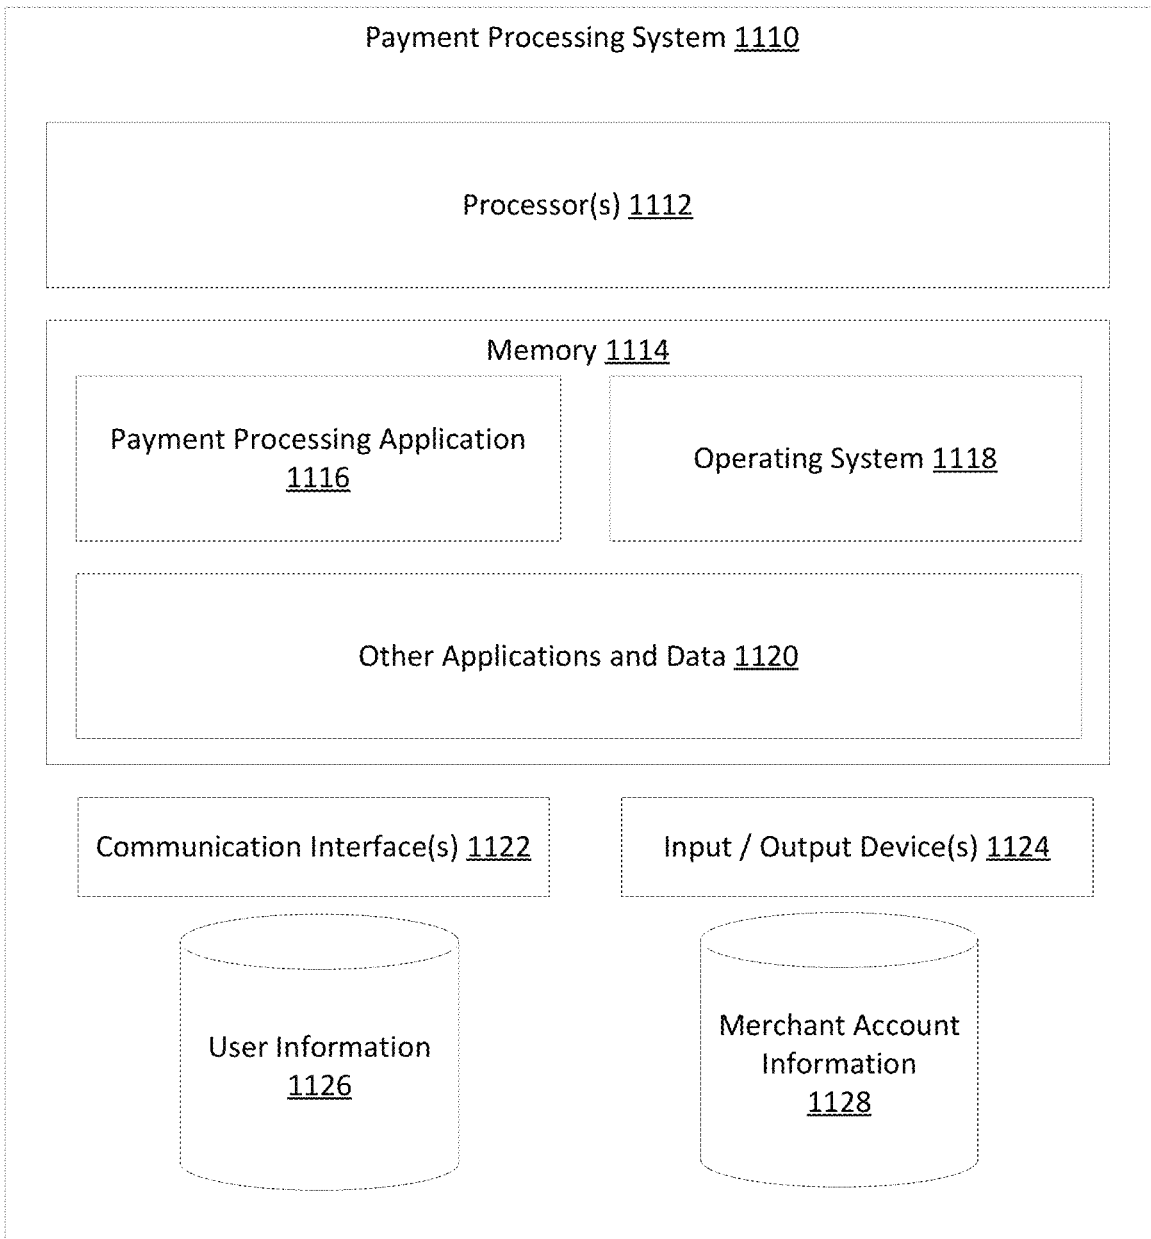 Payment Processing System 1110
Processor(s) 1112
Memory 1114
Payment Processing Application
1116
Operating System 1118
Other Applications and Data 1120
Communication Interface(s) 1122
Input / Output Device(s) 1124
User Information
1126
Merchant Account
Information
1128